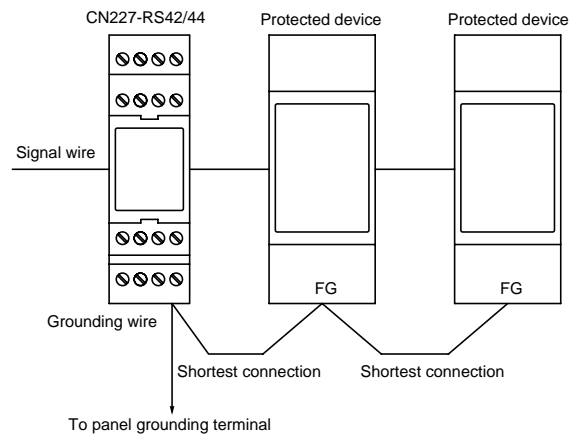 CN227-RS42/44
Protected device
Protected device
Signal wire
FG
FG
Grounding wire
Shortest connection
Shortest connection
To panel grounding terminal